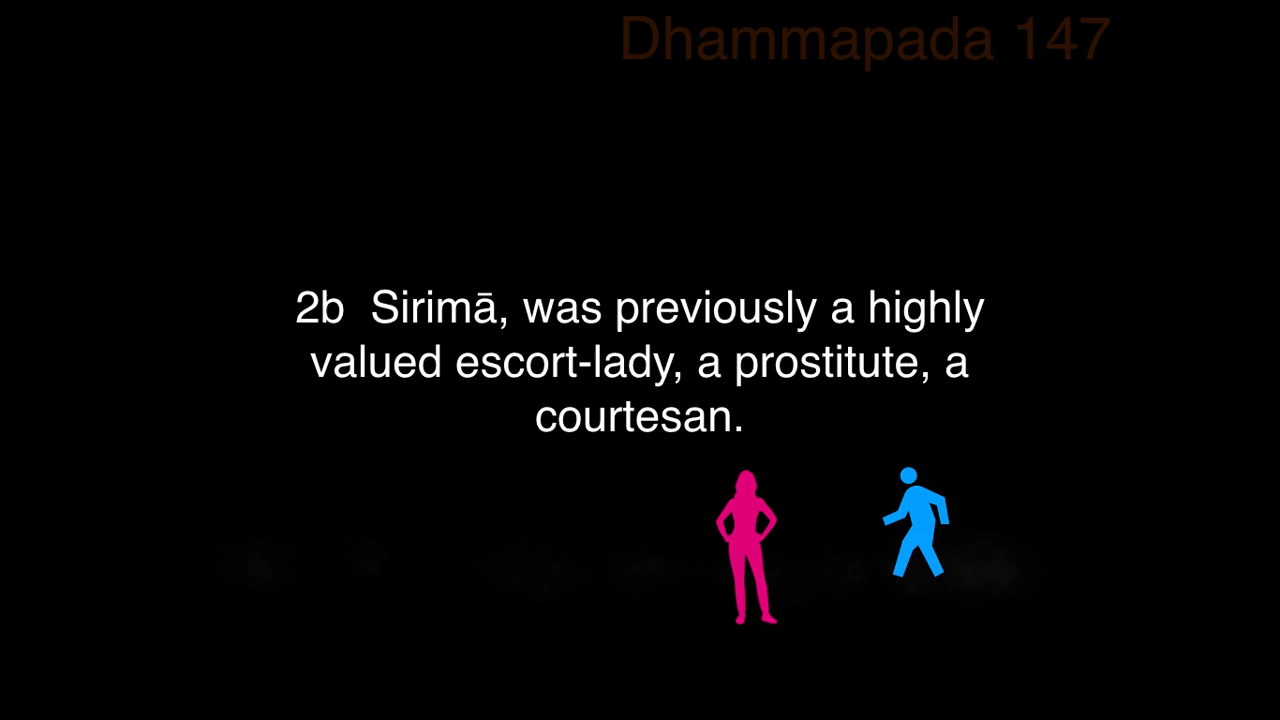 Dhammapada 147
2b Sirimā, was previously a highly
valued escort-lady, a prostitute, a
courtesan.